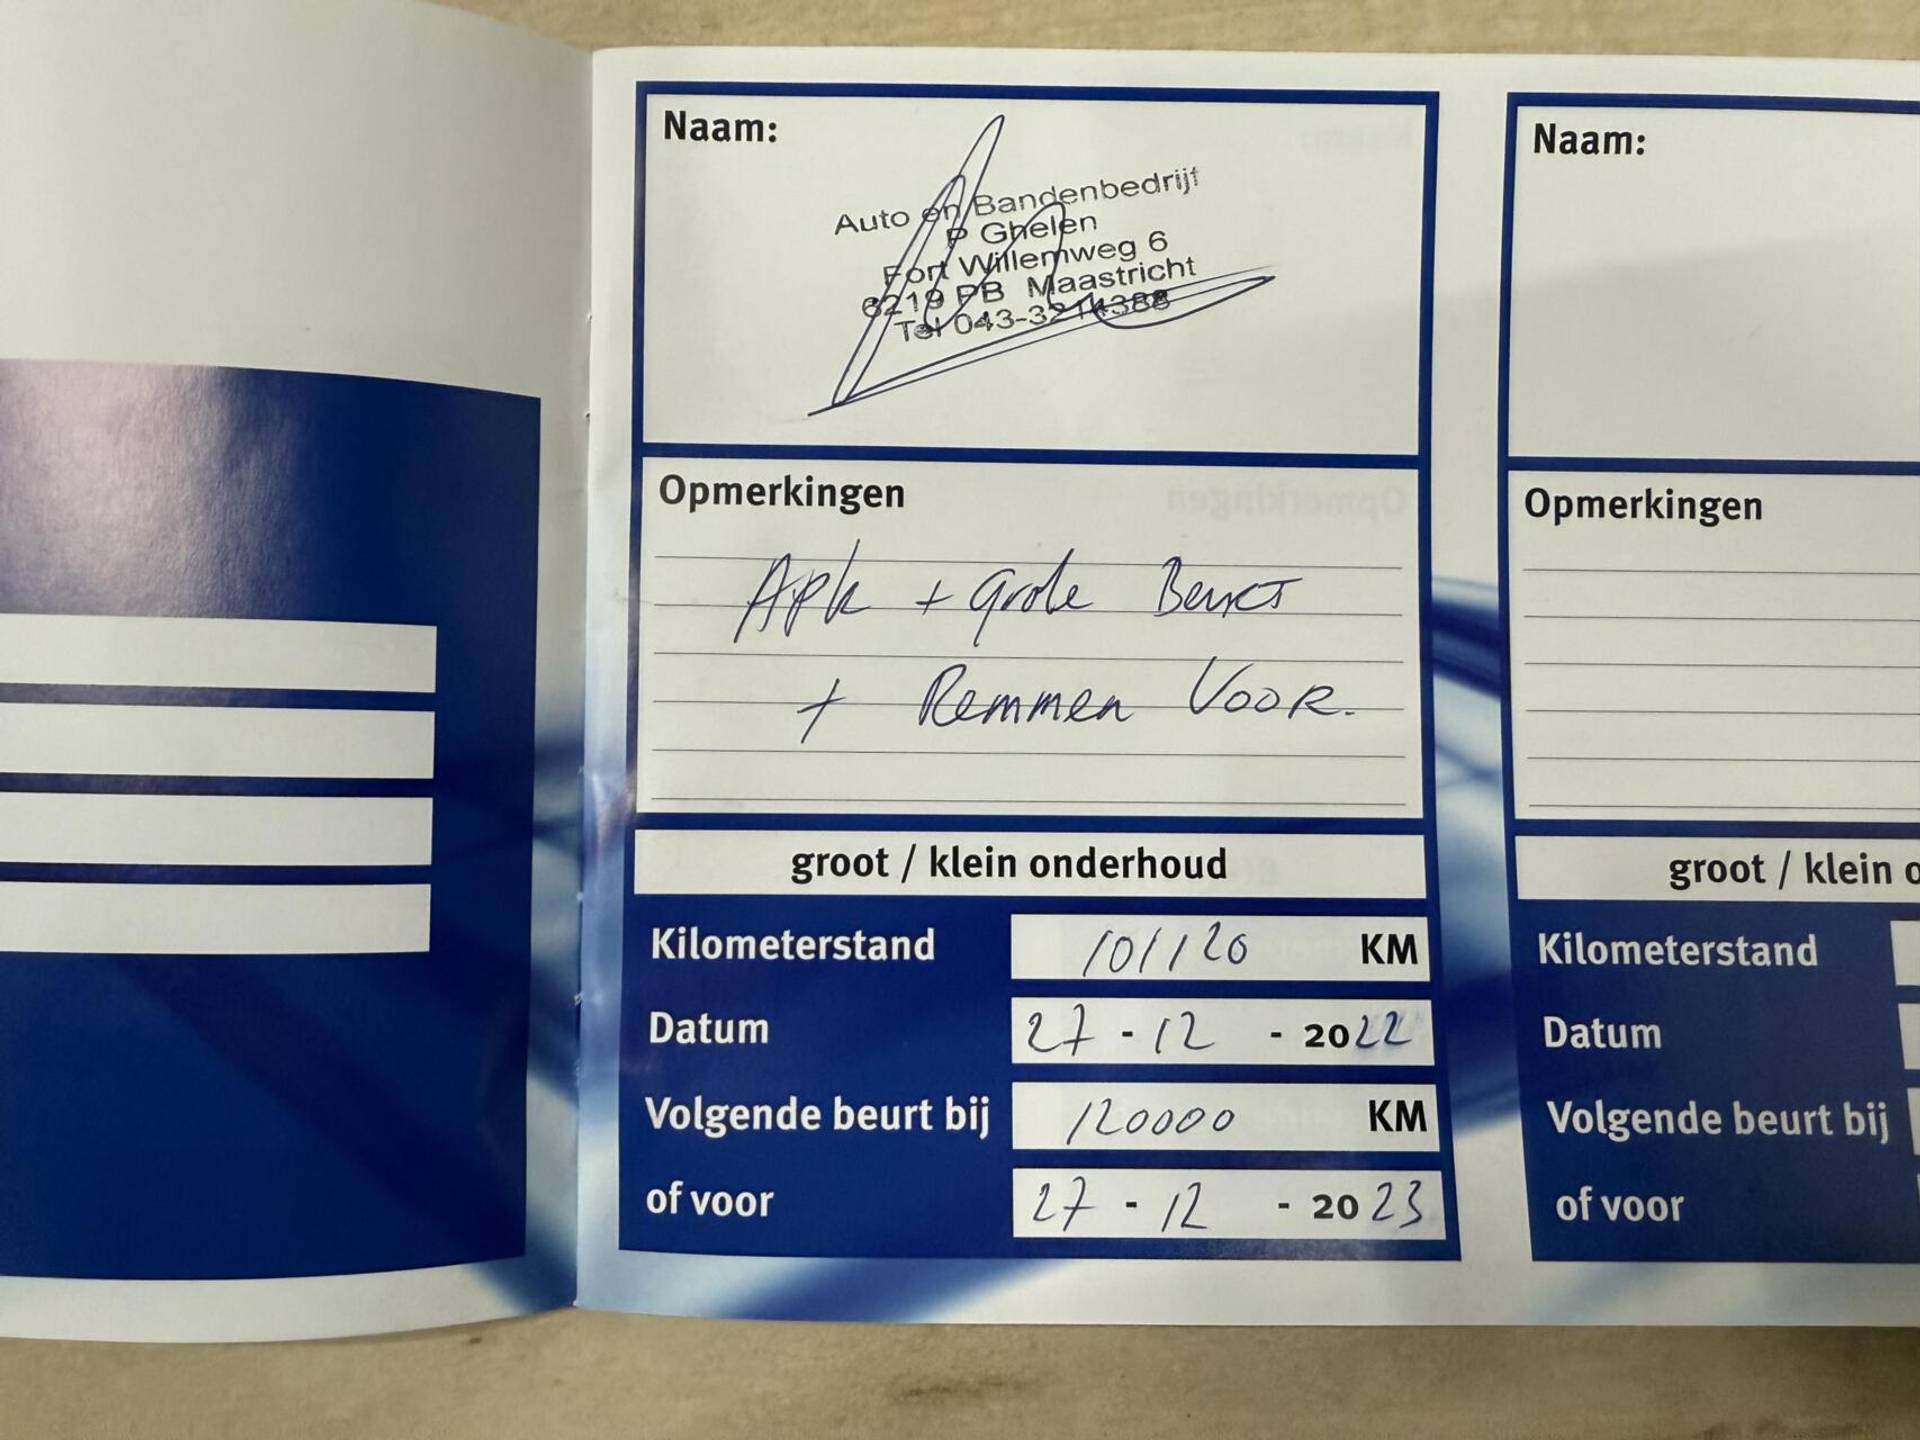 Naam:
Auto en Bandenbedrijf
P Ghelen
Fort Willemweg 6
6219 PB Maastricht
Tel 043-3214388
Opmerkingen
Apk + grote Beurt
+ Remmen Voor.
groot / klein onderhoud
Kilometerstand 101120 KM
Datum 27 - 12 - 2022
Volgende beurt bij 120000 KM
of voor 27 - 12 - 2023
Naam:
Opmerkingen
groot / klein o
Kilometerstand
Datum
Volgende beurt bij
of voor